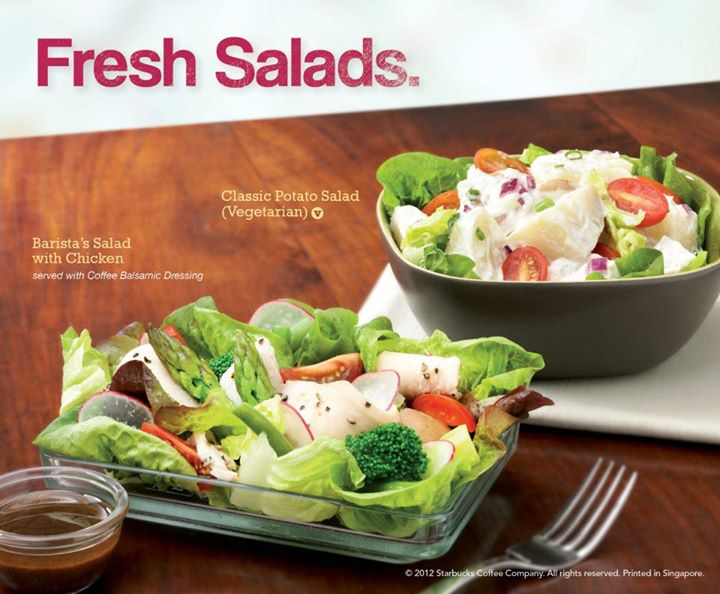 Fresh Salads.
Classic Potato Salad
(Vegetarian) V
Barista's Salad
with Chicken
served with Coffee Balsamic Dressing
© 2012 Starbucks Coffee Company. All rights reserved. Printed in Singapore.